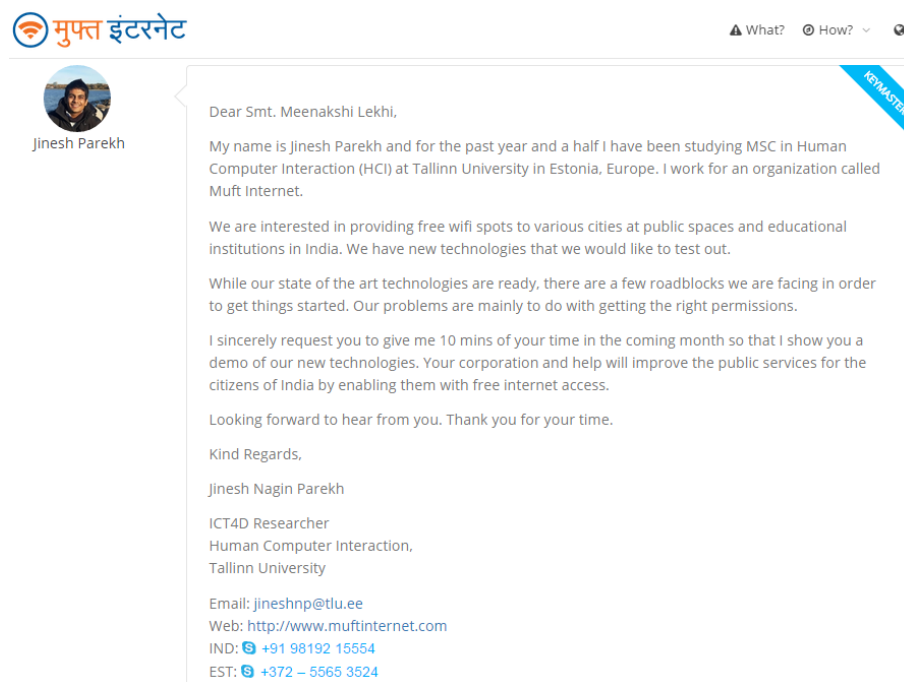 मुफ्त इंटरनेट
What? How?
KEYMASTER
Jinesh Parekh
Dear Smt. Meenakshi Lekhi,
My name is Jinesh Parekh and for the past year and a half I have been studying MSC in Human
Computer Interaction (HCI) at Tallinn University in Estonia, Europe. I work for an organization called
Muft Internet.
We are interested in providing free wifi spots to various cities at public spaces and educational
institutions in India. We have new technologies that we would like to test out.
While our state of the art technologies are ready, there are a few roadblocks we are facing in order
to get things started. Our problems are mainly to do with getting the right permissions.
I sincerely request you to give me 10 mins of your time in the coming month so that I show you a
demo of our new technologies. Your corporation and help will improve the public services for the
citizens of India by enabling them with free internet access.
Looking forward to hear from you. Thank you for your time.
Kind Regards,
Jinesh Nagin Parekh
ICT4D Researcher
Human Computer Interaction,
Tallinn University
Email: jineshnp@tlu.ee
Web: http://www.muftinternet.com
IND: +91 98192 15554
EST: +372 – 5565 3524